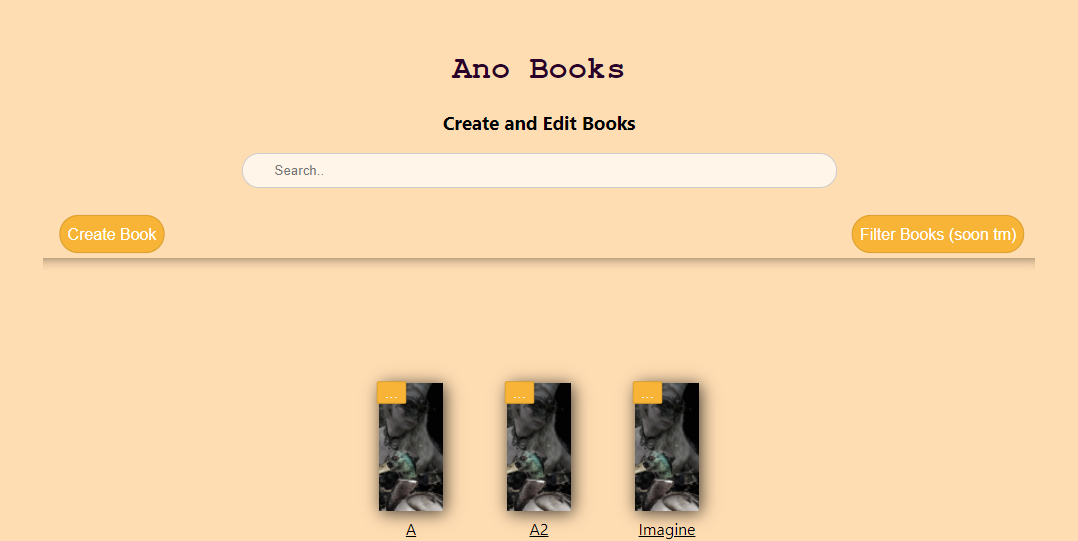 Ano Books
Create and Edit Books
Search..
Create Book
Filter Books (soon tm)
... ... ...
A A2 Imagine